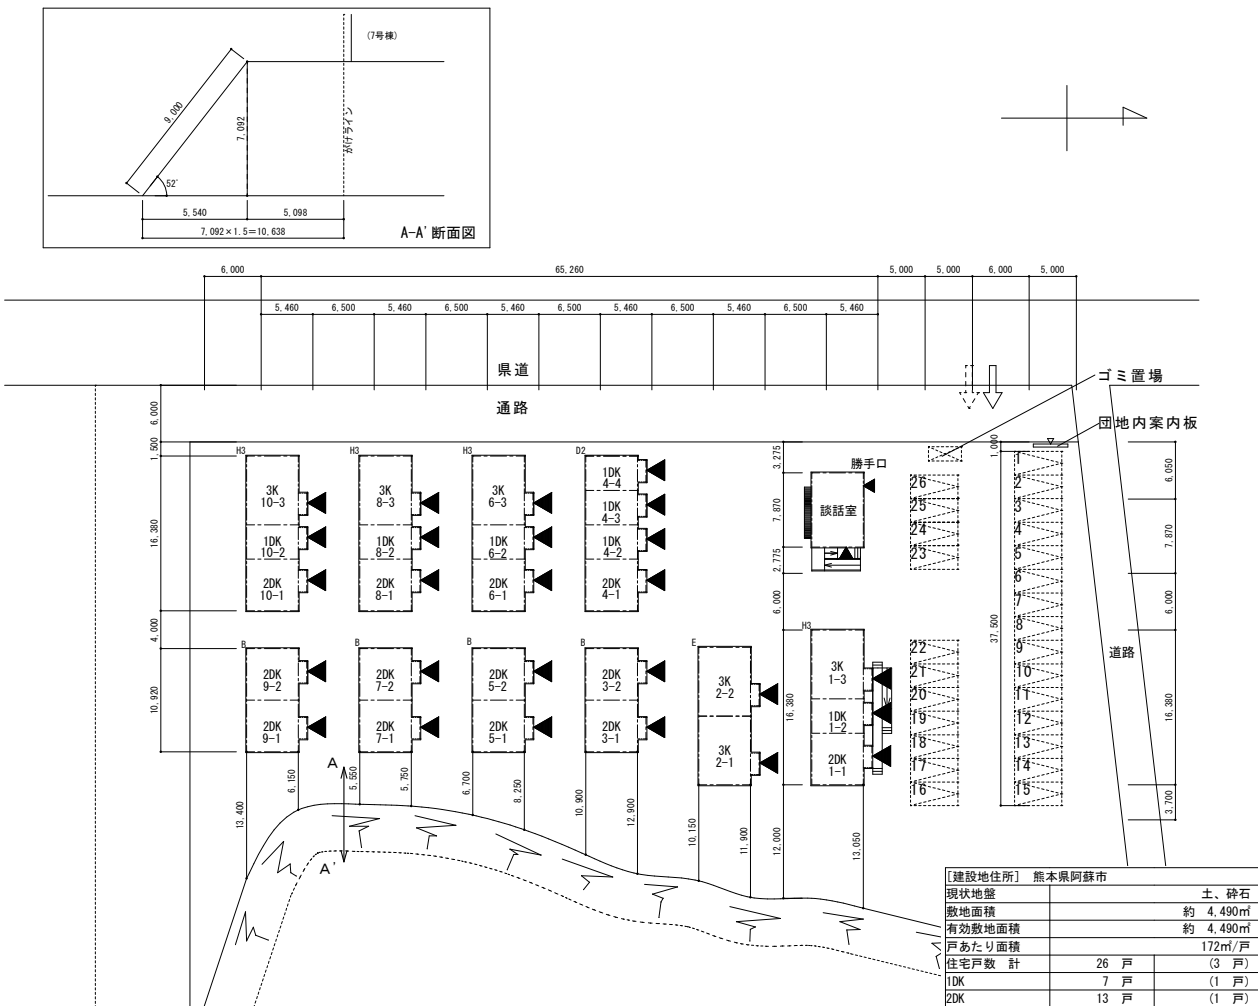 (7号棟)
9,000
7,092
がけライン
52°
5,540
5,098
7,092×1.5=10,638
A-A' 断面図
6,000
65,260
5,000
5,000
6,000
5,000
5,460
6,500
5,460
6,500
5,460
6,500
5,460
6,500
5,460
6,500
5,460
県道
通路
ゴミ置場
団地内案内板
道路
6,000
1,500
16,380
4,000
10,920
H3
3K
10-3
1DK
10-2
2DK
10-1
H3
3K
8-3
1DK
8-2
2DK
8-1
H3
3K
6-3
1DK
6-2
2DK
6-1
D2
1DK
4-4
1DK
4-3
1DK
4-2
2DK
4-1
勝手口
談話室
3,275
7,870
2,775
6,000
16,380
12,000
B
2DK
9-2
2DK
9-1
B
2DK
7-2
2DK
7-1
B
2DK
5-2
2DK
5-1
B
2DK
3-2
2DK
3-1
E
3K
2-2
3K
2-1
H3
3K
1-3
1DK
1-2
2DK
1-1
26
25
24
23
22
21
20
19
18
17
16
1,000
37,500
1
2
3
4
5
6
7
8
9
10
11
12
13
14
15
6,050
7,870
6,000
16,380
3,700
13,400
6,150
5,550
5,750
6,700
8,250
10,900
12,900
10,150
11,900
13,050
A
A'
[建設地住所] 熊本県阿蘇市
現状地盤 土、砕石
敷地面積 約 4,490㎡
有効敷地面積 約 4,490㎡
戸あたり面積 172㎡/戸
住宅戸数 計 26 戸 (3 戸)
1DK 7 戸 (1 戸)
2DK 13 戸 (1 戸)